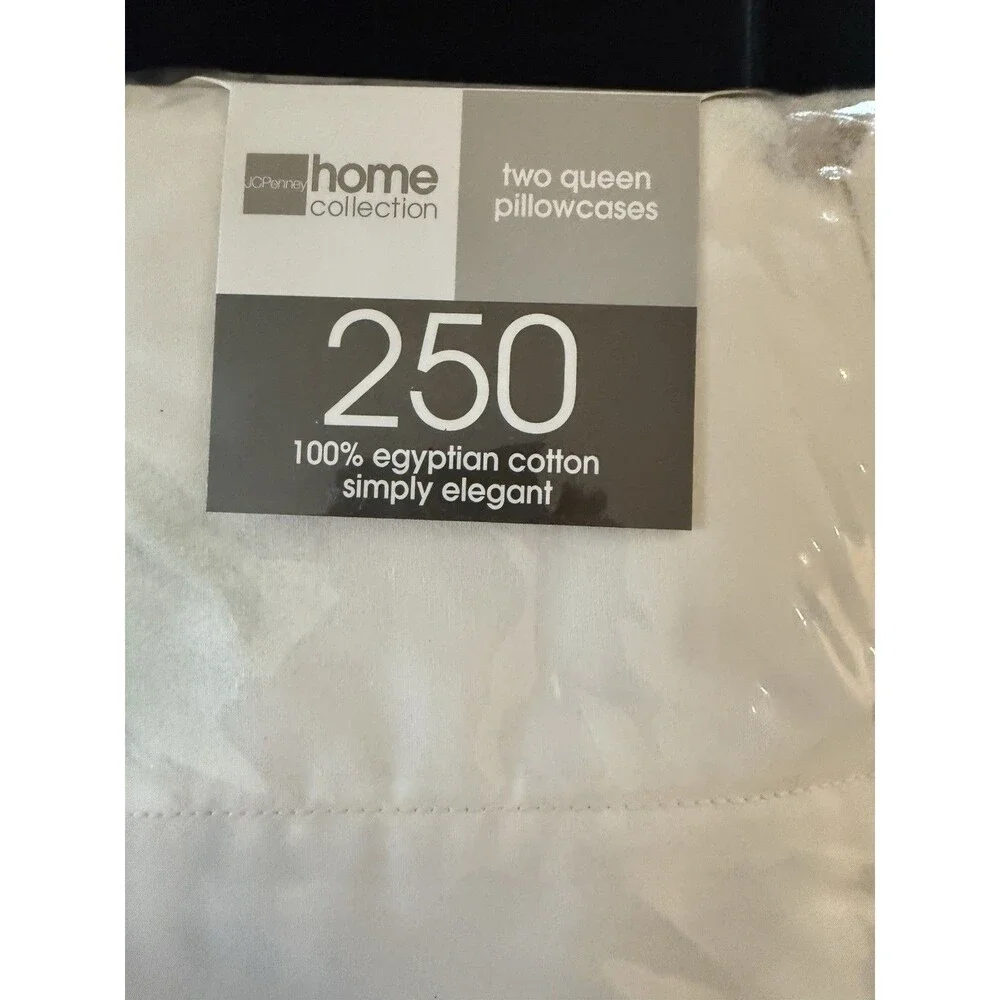 JCPenney home
collection
two queen
pillowcases
250
100% egyptian cotton
simply elegant